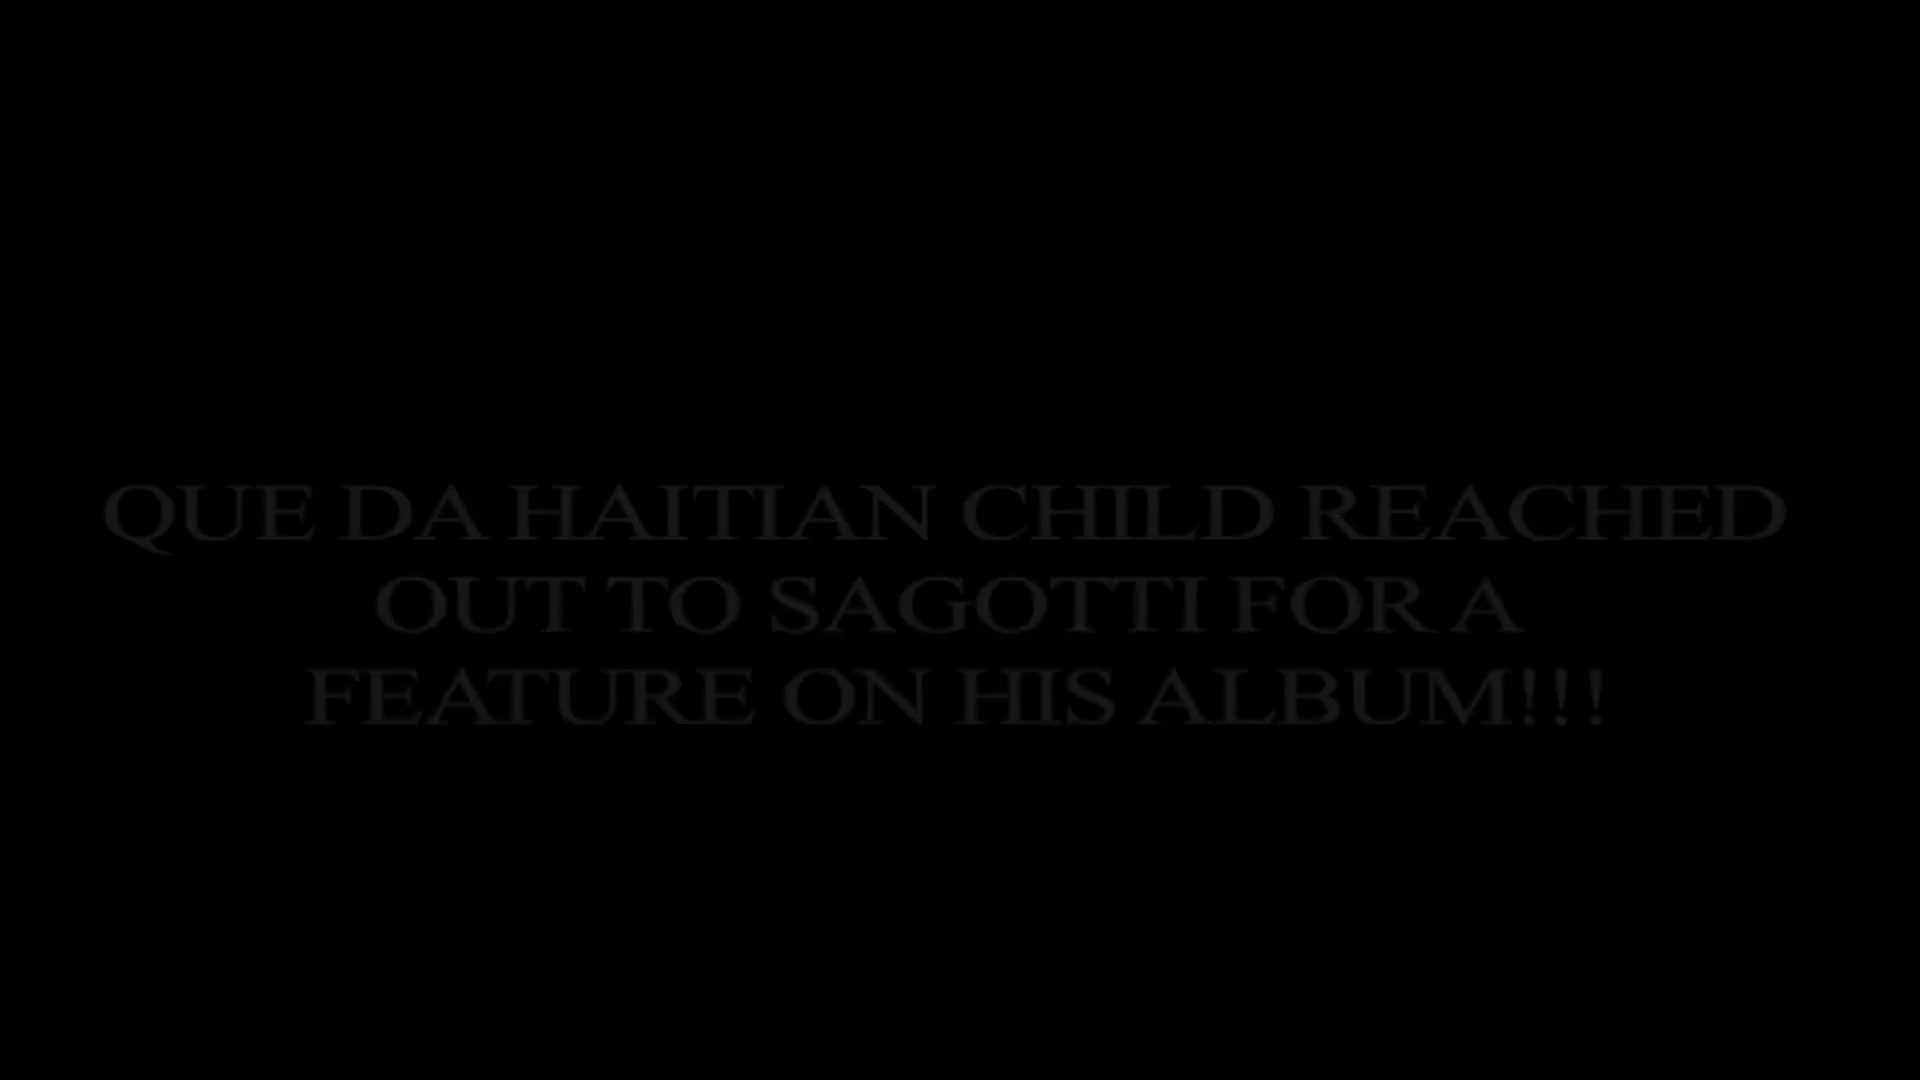 QUE DA HAITIAN CHILD REACHED
OUT TO SAGOTTI FOR A
FEATURE ON HIS ALBUM!!!